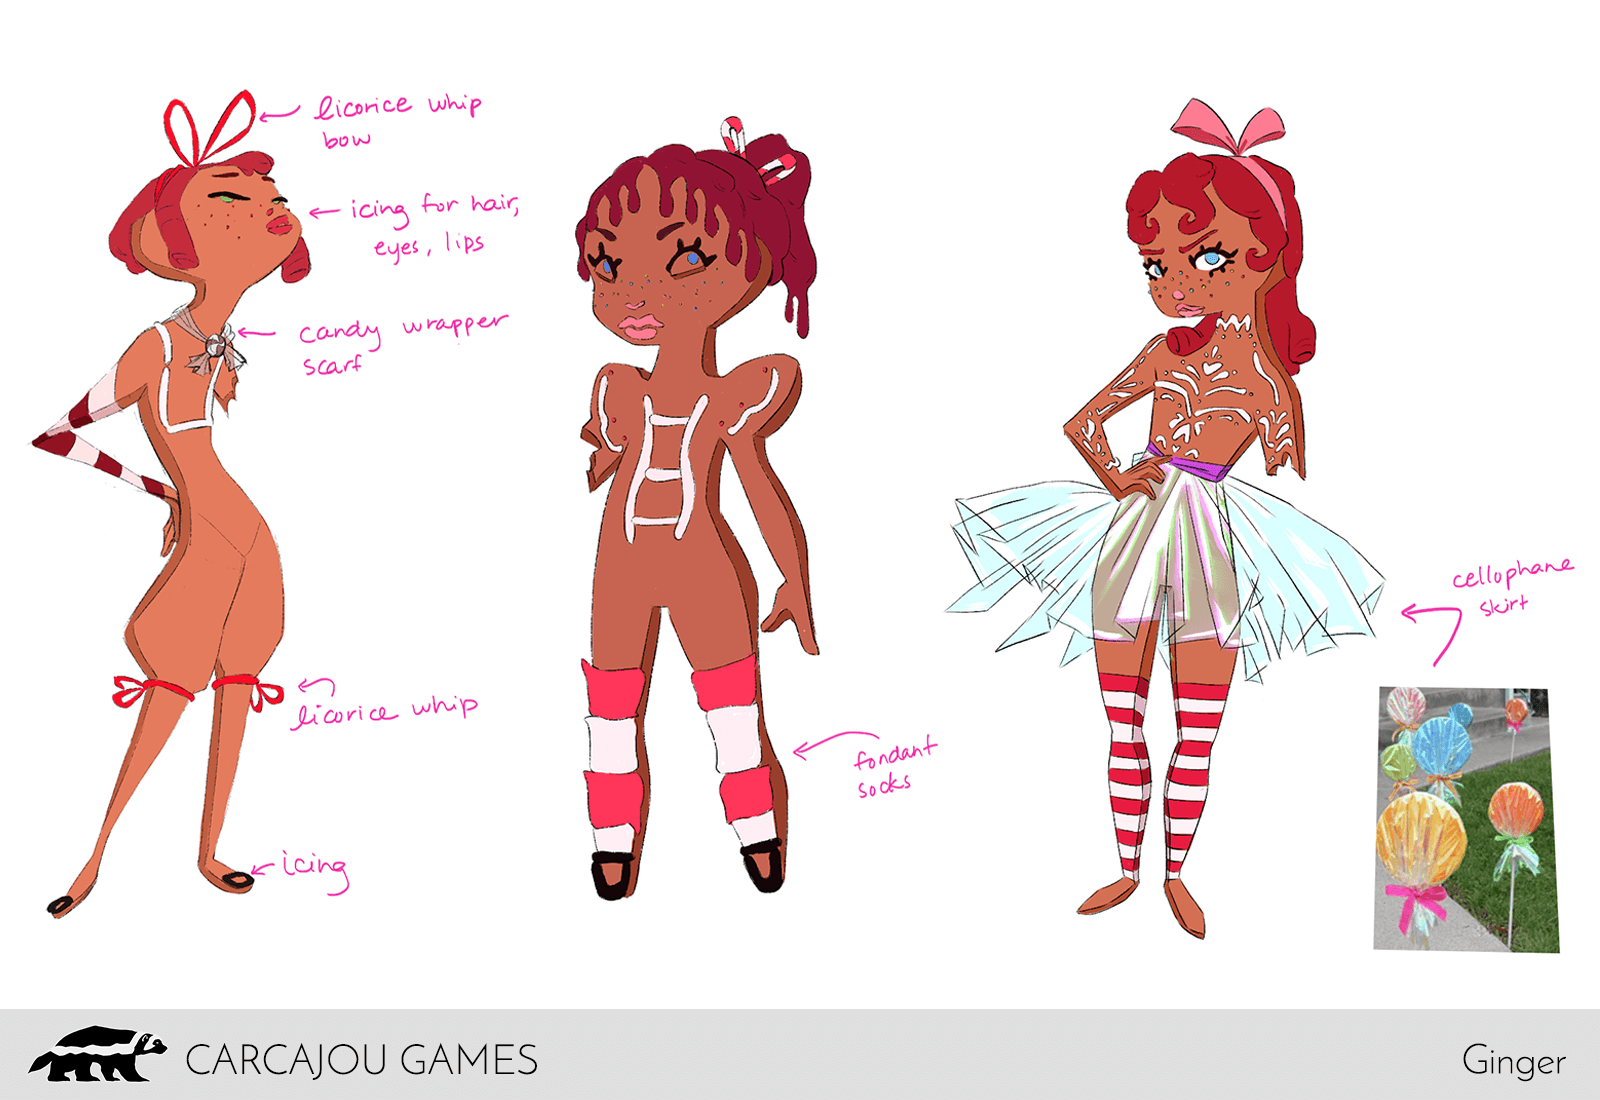 licorice whip
bow
icing for hair,
eyes, lips
candy wrapper
scarf
licorice whip
icing
fondant
socks
cellophane
skirt
CARCAJOU GAMES
Ginger